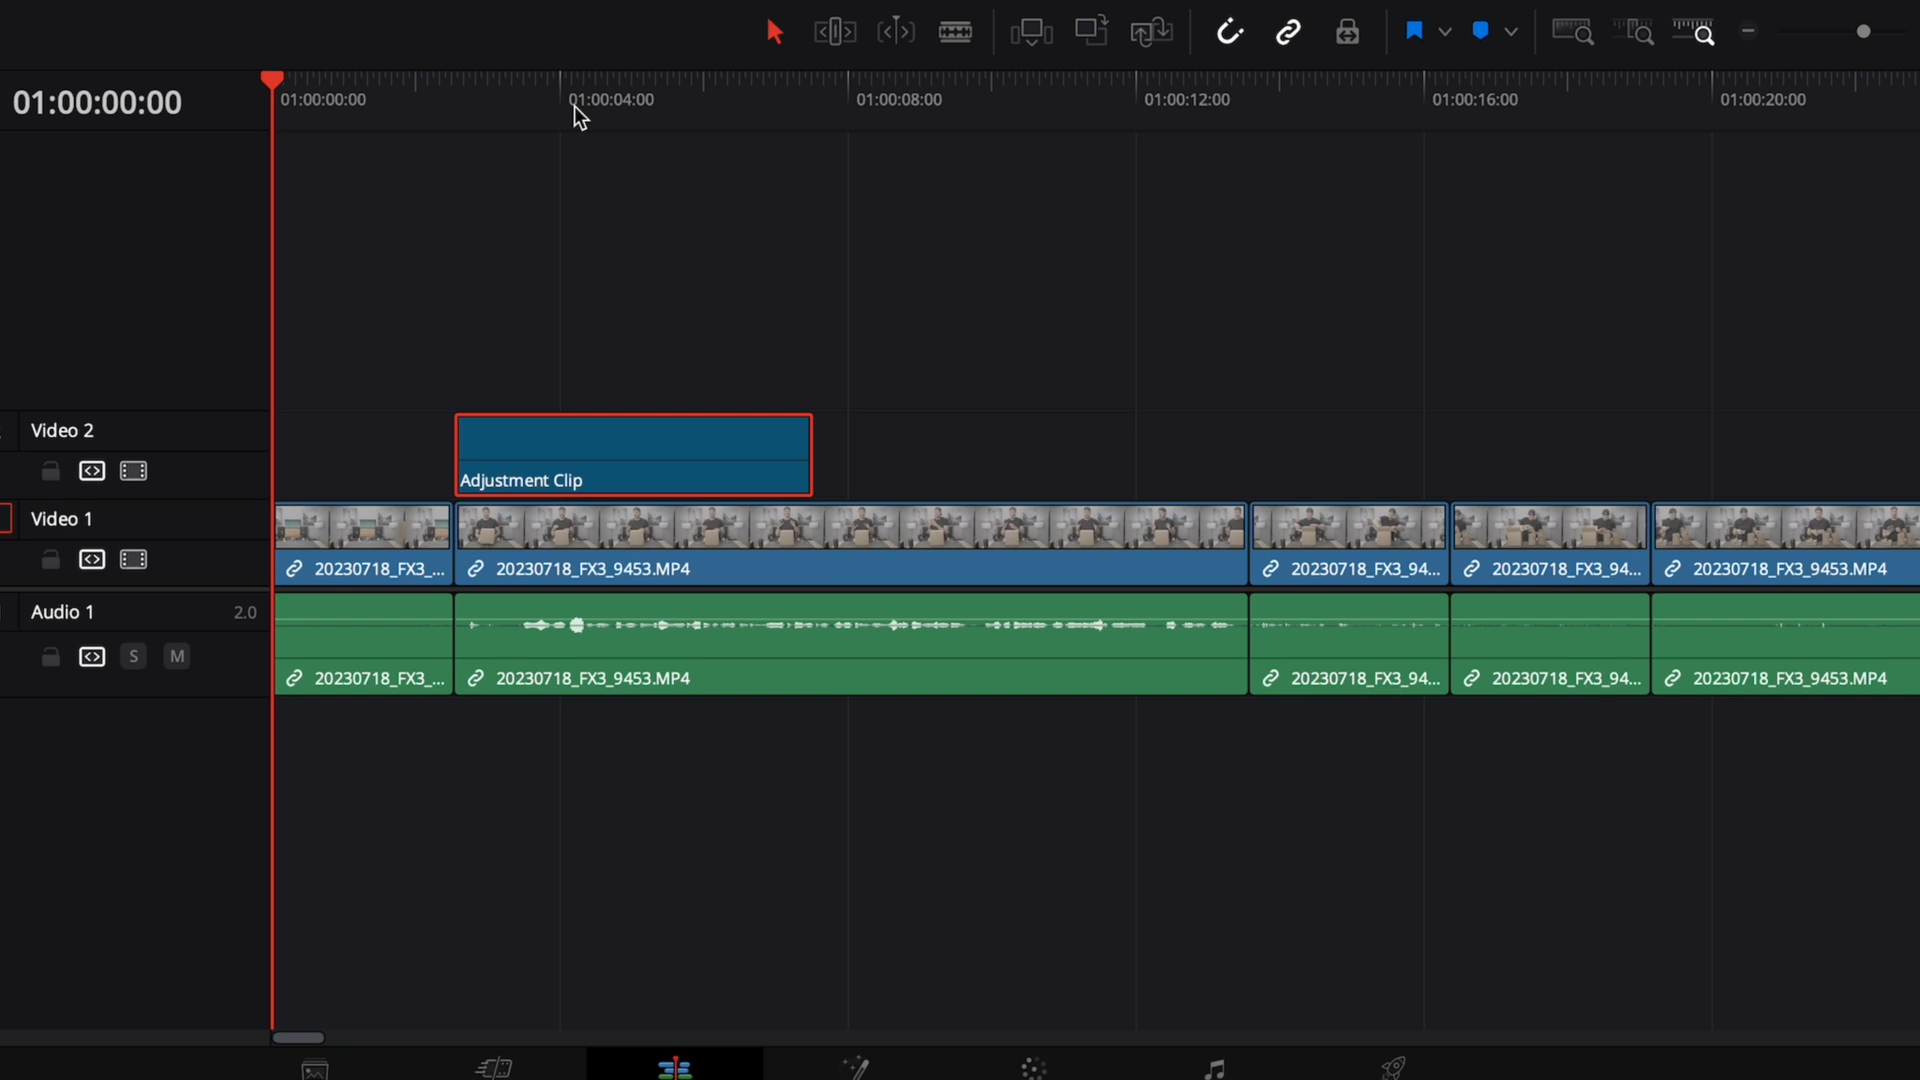 01:00:00:00
01:00:00:00 01:00:04:00 01:00:08:00 01:00:12:00 01:00:16:00 01:00:20:00
Video 2
Adjustment Clip
Video 1
20230718_FX3_... 20230718_FX3_9453.MP4 20230718_FX3_94... 20230718_FX3_94... 20230718_FX3_9453.MP4
Audio 1 2.0
S M
20230718_FX3_... 20230718_FX3_9453.MP4 20230718_FX3_94... 20230718_FX3_94... 20230718_FX3_9453.MP4